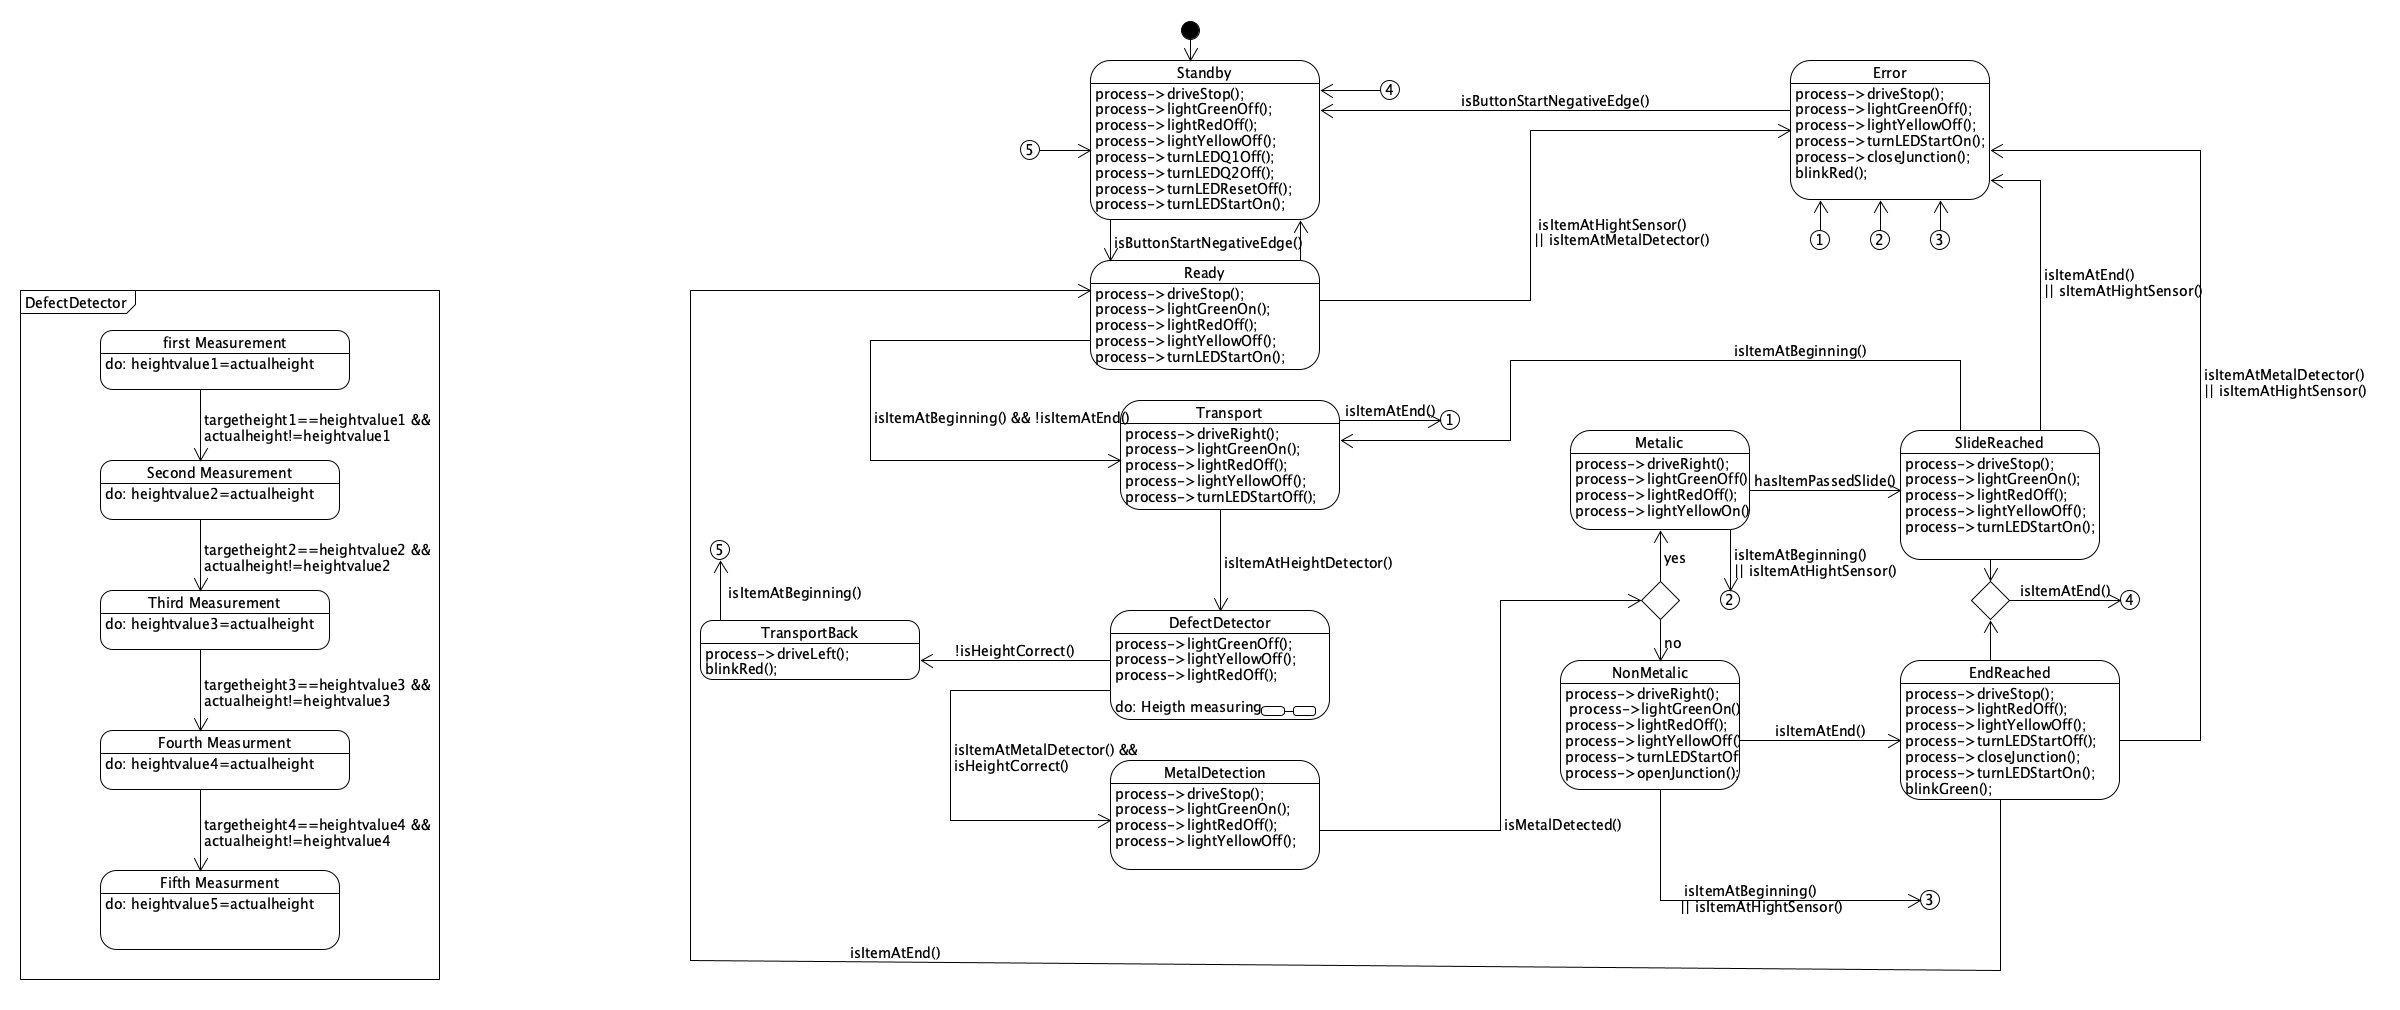 DefectDetector
first Measurement
do: heightvalue1=actualheight
targetheight1==heightvalue1 &&
actualheight!=heightvalue1
Second Measurement
do: heightvalue2=actualheight
targetheight2==heightvalue2 &&
actualheight!=heightvalue2
Third Measurement
do: heightvalue3=actualheight
targetheight3==heightvalue3 &&
actualheight!=heightvalue3
Fourth Measurment
do: heightvalue4=actualheight
targetheight4==heightvalue4 &&
actualheight!=heightvalue4
Fifth Measurment
do: heightvalue5=actualheight
Standby
process->driveStop();
process->lightGreenOff();
process->lightRedOff();
process->lightYellowOff();
process->turnLEDQ1Off();
process->turnLEDQ2Off();
process->turnLEDResetOff();
process->turnLEDStartOn();
4
5
isButtonStartNegativeEdge()
Error
process->driveStop();
process->lightGreenOff();
process->lightYellowOff();
process->turnLEDStartOn();
process->closeJunction();
blinkRed();
1
2
3
isButtonStartNegativeEdge()
isItemAtHightSensor()
|| isItemAtMetalDetector()
Ready
process->driveStop();
process->lightGreenOn();
process->lightRedOff();
process->lightYellowOff();
process->turnLEDStartOn();
isItemAtEnd()
|| sItemAtHightSensor()
isItemAtBeginning()
isItemAtMetalDetector()
|| isItemAtHightSensor()
isItemAtBeginning() && !isItemAtEnd()
Transport
process->driveRight();
process->lightGreenOn();
process->lightRedOff();
process->lightYellowOff();
process->turnLEDStartOff();
isItemAtEnd()
1
Metalic
process->driveRight();
process->lightGreenOff()
process->lightRedOff();
process->lightYellowOn()
hasItemPassedSlide()
SlideReached
process->driveStop();
process->lightGreenOn();
process->lightRedOff();
process->lightYellowOff();
process->turnLEDStartOn();
5
isItemAtBeginning()
isItemAtHeightDetector()
yes
isItemAtBeginning()
|| isItemAtHightSensor()
2
isItemAtEnd()
4
TransportBack
process->driveLeft();
blinkRed();
!isHeightCorrect()
DefectDetector
process->lightGreenOff();
process->lightYellowOff();
process->lightRedOff();
do: Heigth measuring
no
NonMetalic
process->driveRight();
process->lightGreenOn()
process->lightRedOff();
process->lightYellowOff()
process->turnLEDStartOf
process->openJunction();
isItemAtEnd()
EndReached
process->driveStop();
process->lightRedOff();
process->lightYellowOff();
process->turnLEDStartOff();
process->closeJunction();
process->turnLEDStartOn();
blinkGreen();
isItemAtMetalDetector() &&
isHeightCorrect()
MetalDetection
process->driveStop();
process->lightGreenOn();
process->lightRedOff();
process->lightYellowOff();
isMetalDetected()
isItemAtBeginning()
|| isItemAtHightSensor()
3
isItemAtEnd()